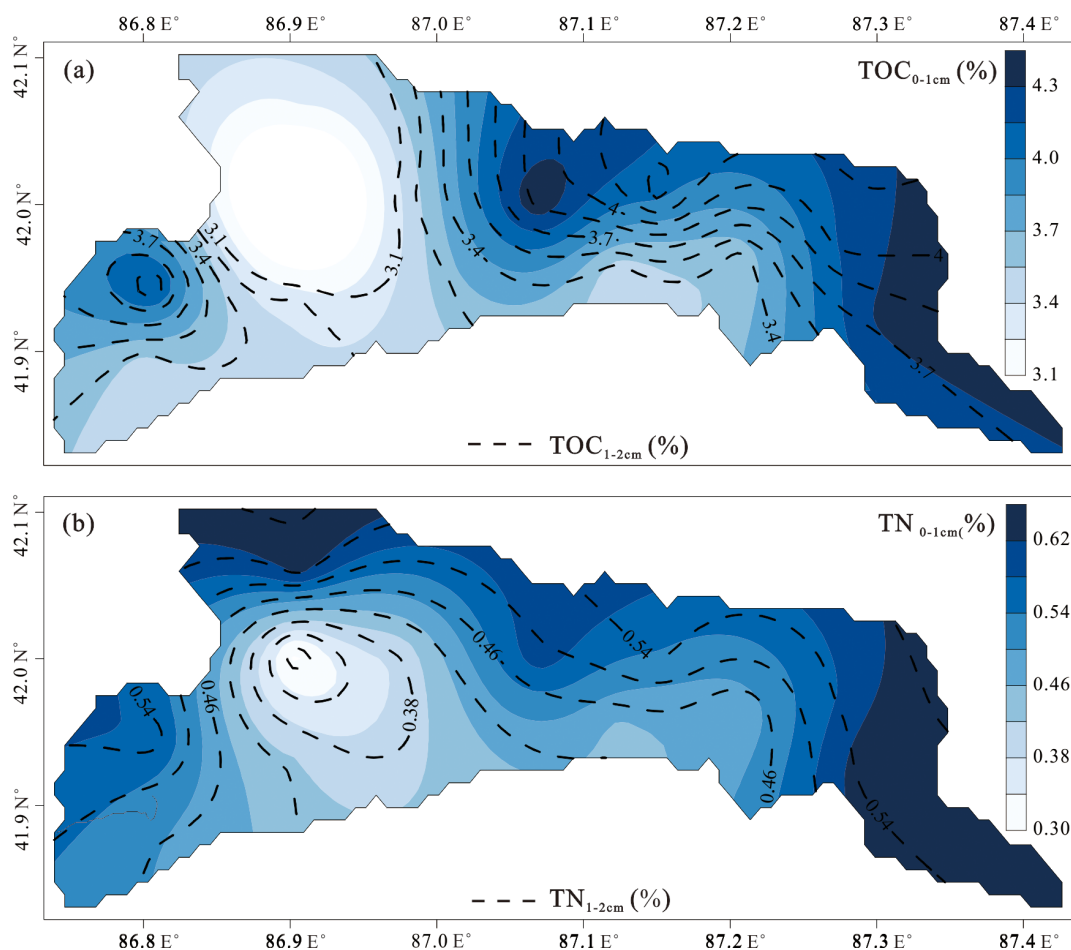 86.8 E° 86.9 E° 87.0 E° 87.1 E° 87.2 E° 87.3 E° 87.4 E°
(a)
TOC0-1cm (%)
42.1 N°
42.0 N°
41.9 N°
4.3
4.0
3.7
3.4
3.1
3.7
3.4
3.1
3.1
3.4
4
3.7
3.4
4
3.7
TOC1-2cm (%)
(b)
TN 0-1cm( %)
42.1 N°
42.0 N°
41.9 N°
0.62
0.54
0.46
0.38
0.30
0.54
0.46
0.38
0.46
0.54
0.46
0.54
TN1-2cm (%)
86.8 E° 86.9 E° 87.0 E° 87.1 E° 87.2 E° 87.3 E° 87.4 E°